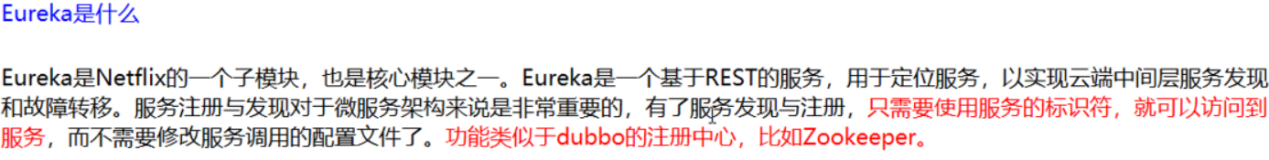 Eureka是什么
Eureka是Netflix的一个子模块，也是核心模块之一。Eureka是一个基于REST的服务，用于定位服务，以实现云端中间层服务发现
和故障转移。服务注册与发现对于微服务架构来说是非常重要的，有了服务发现与注册，只需要使用服务的标识符，就可以访问到
服务，而不需要修改服务调用的配置文件了。功能类似于dubbo的注册中心，比如Zookeeper。